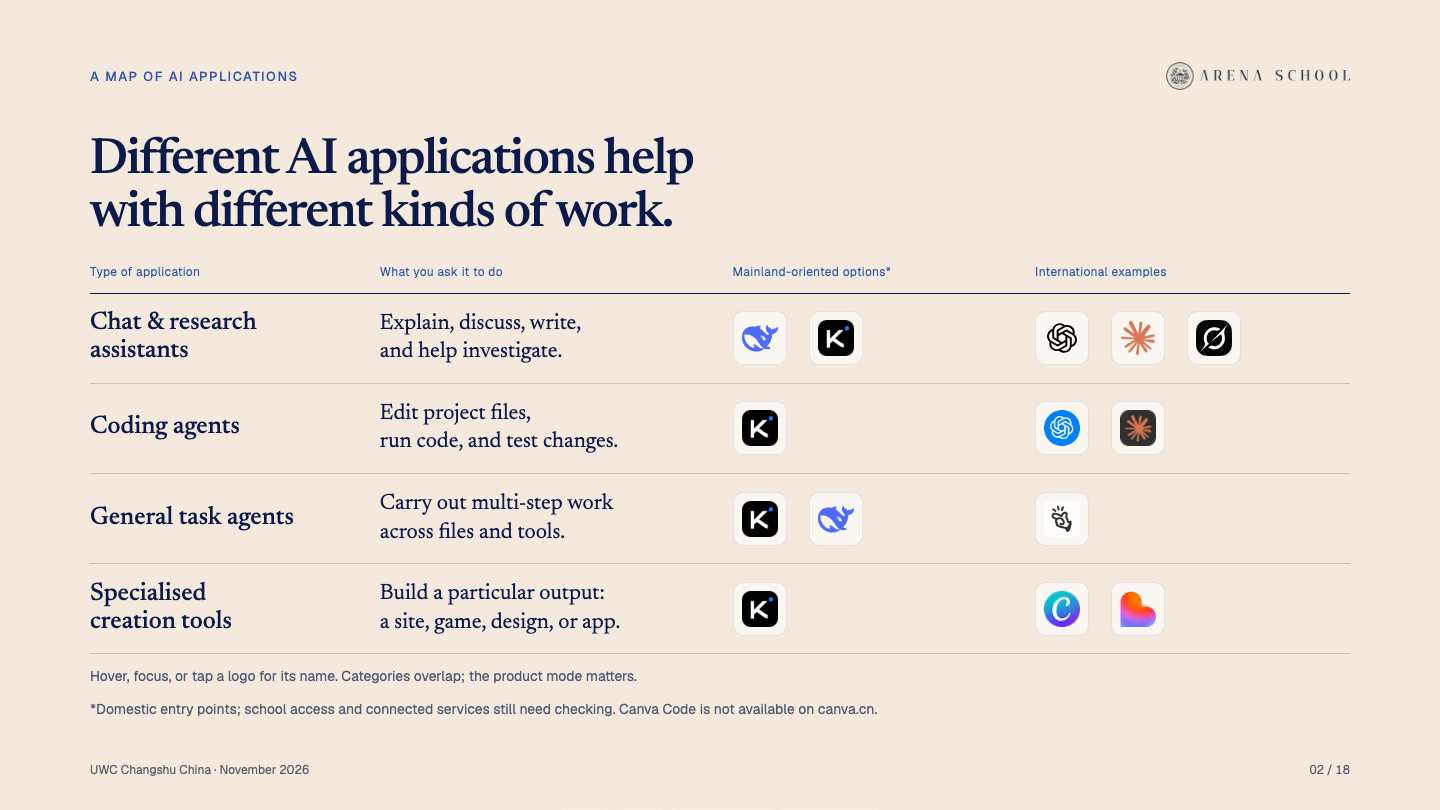 A MAP OF AI APPLICATIONS
ARENA SCHOOL
Different AI applications help
with different kinds of work.
Type of application
What you ask it to do
Mainland-oriented options*
International examples
Chat & research
assistants
Explain, discuss, write,
and help investigate.
Coding agents
Edit project files,
run code, and test changes.
General task agents
Carry out multi-step work
across files and tools.
Specialised
creation tools
Build a particular output:
a site, game, design, or app.
Hover, focus, or tap a logo for its name. Categories overlap; the product mode matters.
*Domestic entry points; school access and connected services still need checking. Canva Code is not available on canva.cn.
UWC Changshu China · November 2026
02 / 18